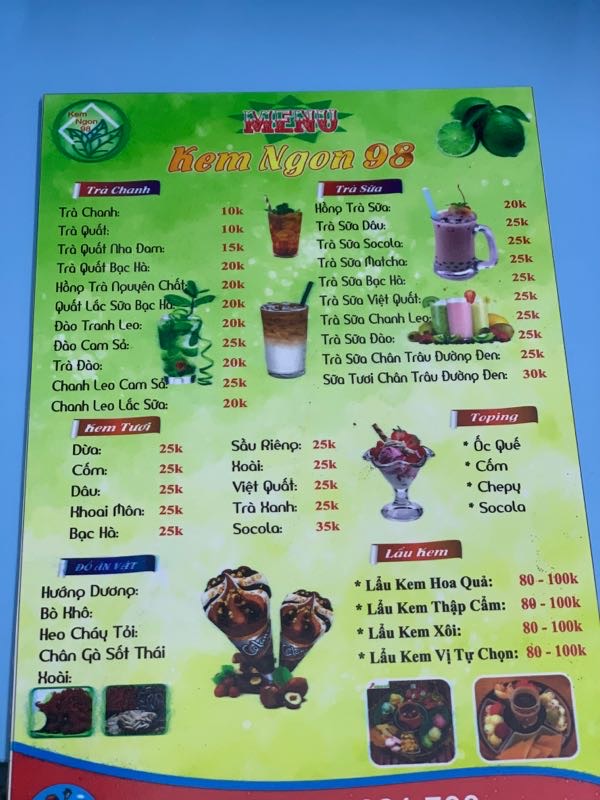 Kem
Ngon
98
MENU
Kem Ngon 98
Trà Chanh
Trà Chanh: 10k
Trà Quất: 10k
Trà Quất Nha Đam: 15k
Trà Quất Bạc Hà: 20k
Hồng Trà Nguyên Chất: 20k
Quất Lắc Sữa Bạc Hà: 20k
Đào Tranh Leo: 20k
Đào Cam Sả: 25k
Trà Đào: 20k
Chanh Leo Cam Sả: 25k
Chanh Leo Lắc Sữa: 20k
Trà Sữa
Hồng Trà Sữa: 20k
Trà Sữa Dâu: 25k
Trà Sữa Socola: 25k
Trà Sữa Matcha: 25k
Trà Sữa Bạc Hà: 25k
Trà Sữa Việt Quất: 25k
Trà Sữa Chanh Leo: 25k
Trà Sữa Đào: 25k
Trà Sữa Chân Trâu Đường Đen: 25k
Sữa Tươi Chân Trâu Đường Đen: 30k
Kem Tươi
Dừa: 25k
Cốm: 25k
Dâu: 25k
Khoai Môn: 25k
Bạc Hà: 25k
Sầu Riêng: 25k
Xoài: 25k
Việt Quất: 25k
Trà Xanh: 25k
Socola: 35k
Toping
* Ốc Quế
* Cốm
* Chepy
* Socola
ĐỒ ĂN VẶT
Hướng Dương:
Bò Khô:
Heo Cháy Tỏi:
Chân Gà Sốt Thái
Xoài:
Lẩu Kem
* Lẩu Kem Hoa Quả: 80 - 100k
* Lẩu Kem Thập Cẩm: 80 - 100k
* Lẩu Kem Xôi: 80 - 100k
* Lẩu Kem Vị Tự Chọn: 80 - 100k